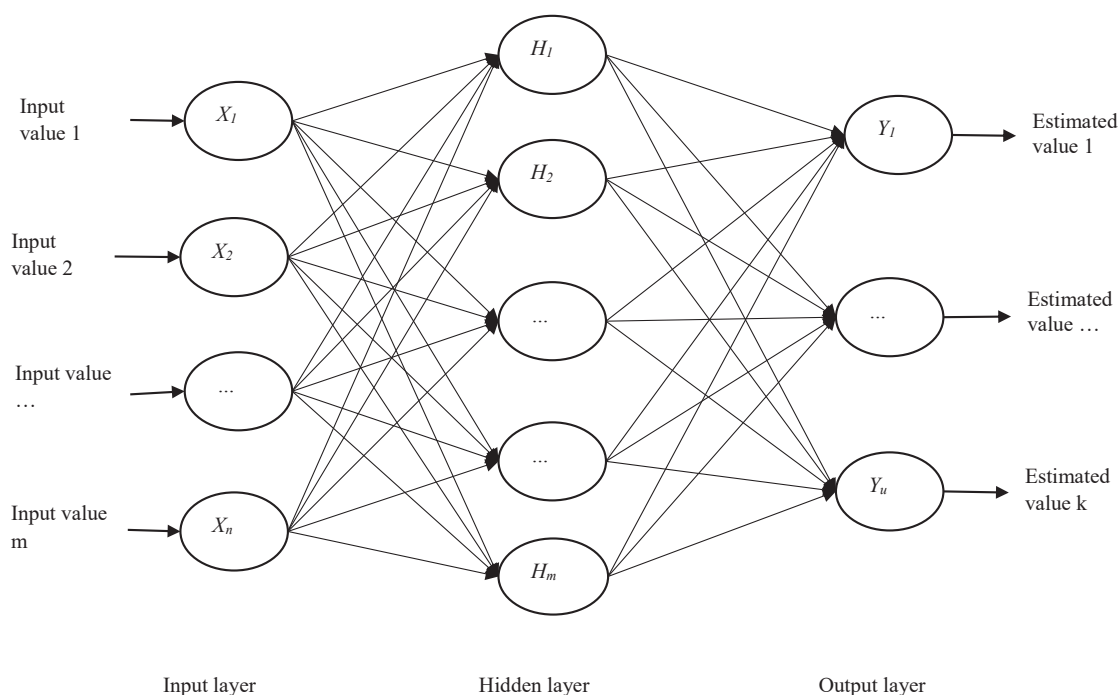 H1
Input
value 1
X1
Y1
Estimated
value 1
H2
Input
value 2
X2
...
...
Estimated
value …
Input value
…
...
...
Input value
m
Xn
Yu
Estimated
value k
Hm
Input layer
Hidden layer
Output layer